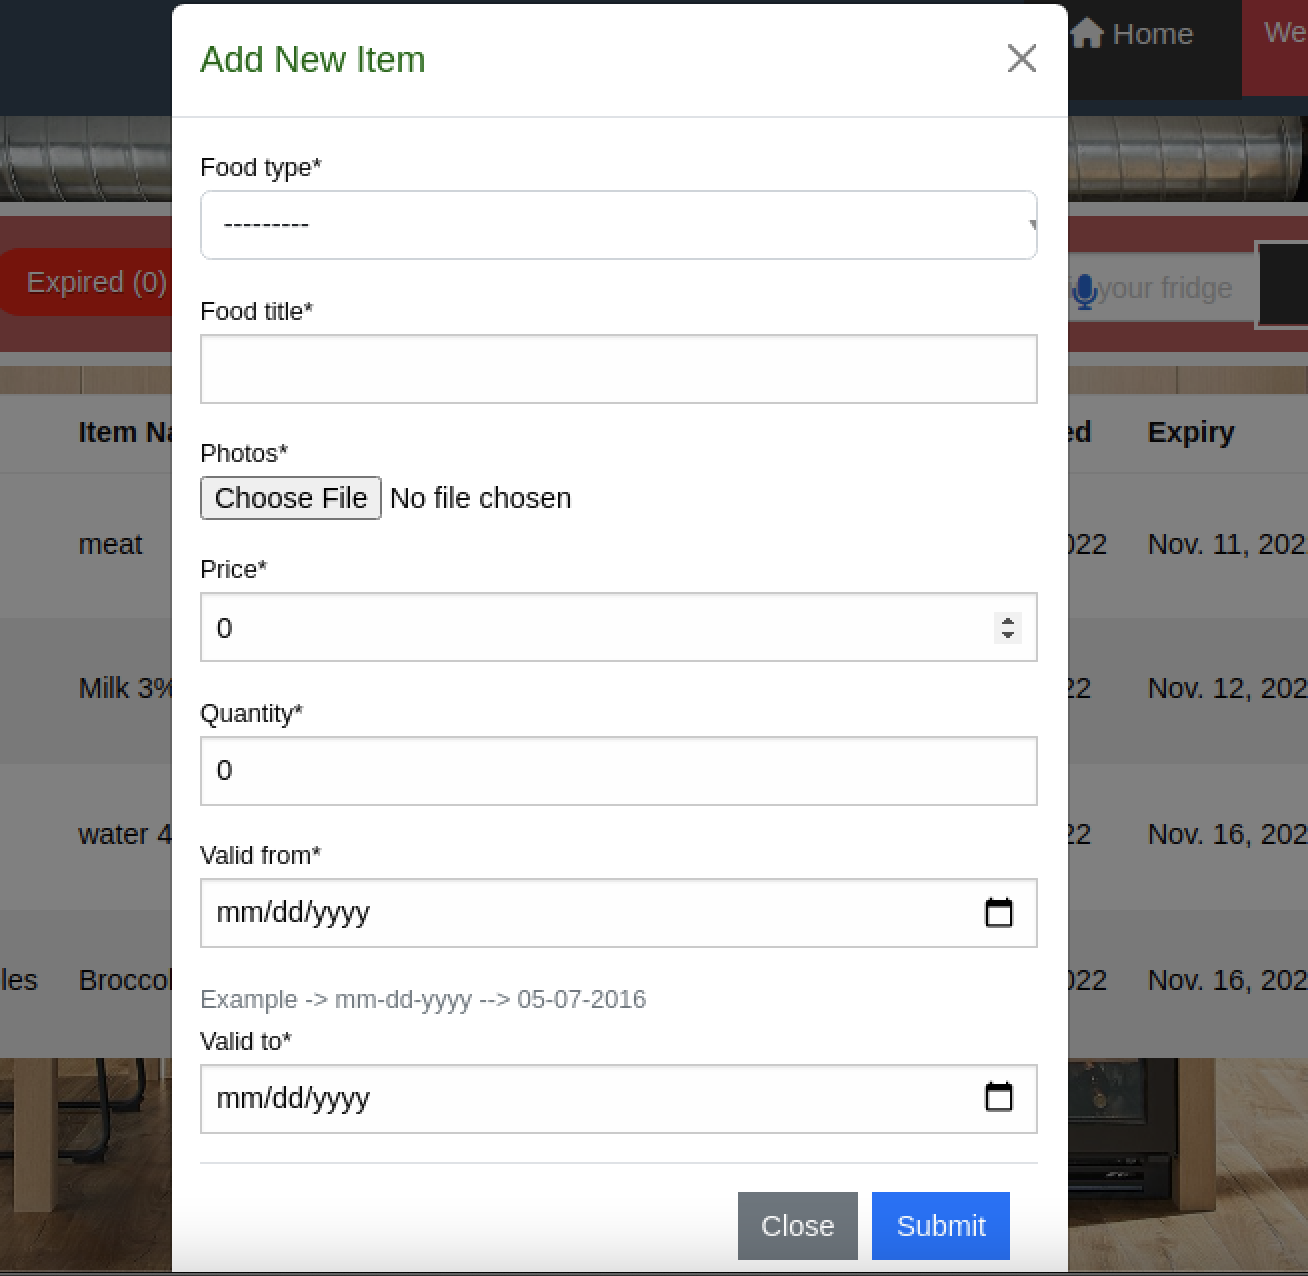 Home
We
Add New Item
Food type*
---------
Expired (0)
your fridge
Food title*
Item Na
ed
Expiry
Photos*
Choose File No file chosen
meat
022
Nov. 11, 202
Price*
0
Milk 3%
22
Nov. 12, 202
Quantity*
0
water 4
22
Nov. 16, 202
Valid from*
mm/dd/yyyy
les
Broccol
022
Nov. 16, 202
Example -> mm-dd-yyyy --> 05-07-2016
Valid to*
mm/dd/yyyy
Close
Submit